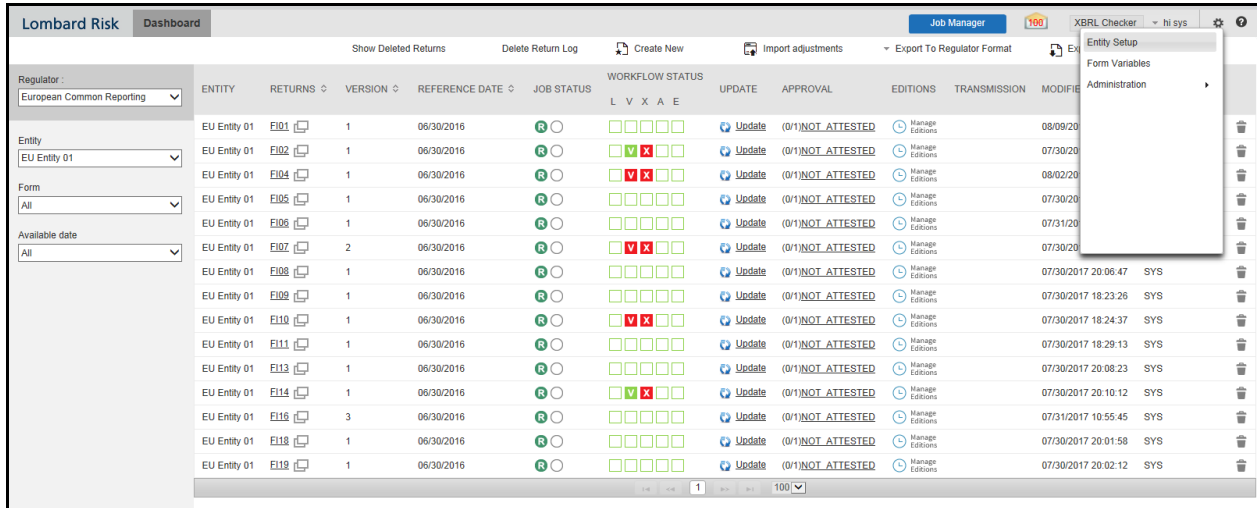 Lombard Risk Dashboard Job Manager 100 XBRL Checker hi sys
Show Deleted Returns Delete Return Log Create New Import adjustments Export To Regulator Format Ex
Entity Setup
Form Variables
Administration
Regulator :
European Common Reporting
Entity
EU Entity 01
Form
All
Available date
All
ENTITY RETURNS VERSION REFERENCE DATE JOB STATUS WORKFLOW STATUS UPDATE APPROVAL EDITIONS TRANSMISSION MODIFIE
L V X A E
EU Entity 01 FI01 1 06/30/2016 R Update (0/1)NOT_ATTESTED Manage Editions 08/09/20
EU Entity 01 FI02 1 06/30/2016 R V X Update (0/1)NOT_ATTESTED Manage Editions 07/30/20
EU Entity 01 FI04 1 06/30/2016 R V X Update (0/1)NOT_ATTESTED Manage Editions 08/02/20
EU Entity 01 FI05 1 06/30/2016 R Update (0/1)NOT_ATTESTED Manage Editions 07/30/20
EU Entity 01 FI06 1 06/30/2016 R Update (0/1)NOT_ATTESTED Manage Editions 07/31/20
EU Entity 01 FI07 2 06/30/2016 R V X Update (0/1)NOT_ATTESTED Manage Editions 07/30/20
EU Entity 01 FI08 1 06/30/2016 R Update (0/1)NOT_ATTESTED Manage Editions 07/30/2017 20:06:47 SYS
EU Entity 01 FI09 1 06/30/2016 R Update (0/1)NOT_ATTESTED Manage Editions 07/30/2017 18:23:26 SYS
EU Entity 01 FI10 1 06/30/2016 R V X Update (0/1)NOT_ATTESTED Manage Editions 07/30/2017 18:24:37 SYS
EU Entity 01 FI11 1 06/30/2016 R Update (0/1)NOT_ATTESTED Manage Editions 07/30/2017 18:29:13 SYS
EU Entity 01 FI13 1 06/30/2016 R Update (0/1)NOT_ATTESTED Manage Editions 07/30/2017 20:08:23 SYS
EU Entity 01 FI14 1 06/30/2016 R V X Update (0/1)NOT_ATTESTED Manage Editions 07/30/2017 20:10:12 SYS
EU Entity 01 FI16 3 06/30/2016 R Update (0/1)NOT_ATTESTED Manage Editions 07/31/2017 10:55:45 SYS
EU Entity 01 FI18 1 06/30/2016 R Update (0/1)NOT_ATTESTED Manage Editions 07/30/2017 20:01:58 SYS
EU Entity 01 FI19 1 06/30/2016 R Update (0/1)NOT_ATTESTED Manage Editions 07/30/2017 20:02:12 SYS
1 100